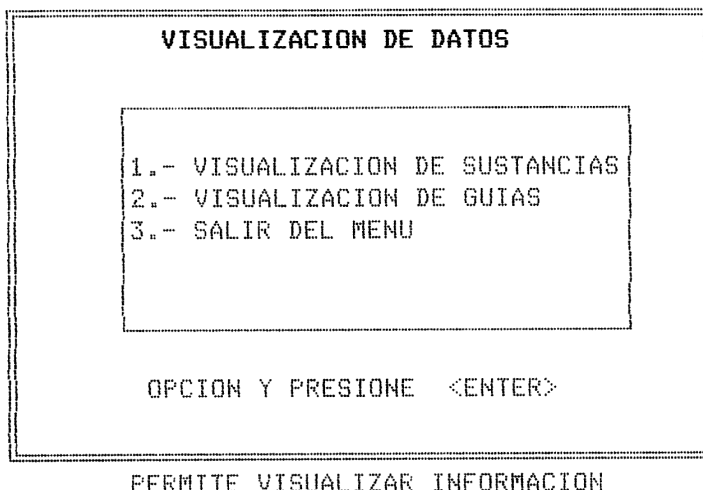 VISUALIZACION DE DATOS
1.- VISUALIZACION DE SUSTANCIAS
2.- VISUALIZACION DE GUIAS
3.- SALIR DEL MENU
OPCION Y PRESIONE <ENTER>
PERMITE VISUALIZAR INFORMACION